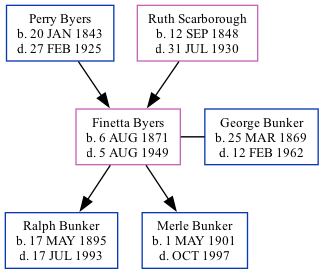 Perry Byers
b. 20 JAN 1843
d. 27 FEB 1925
Ruth Scarborough
b. 12 SEP 1848
d. 31 JUL 1930
Finetta Byers
b. 6 AUG 1871
d. 5 AUG 1949
George Bunker
b. 25 MAR 1869
d. 12 FEB 1962
Ralph Bunker
b. 17 MAY 1895
d. 17 JUL 1993
Merle Bunker
b. 1 MAY 1901
d. OCT 1997